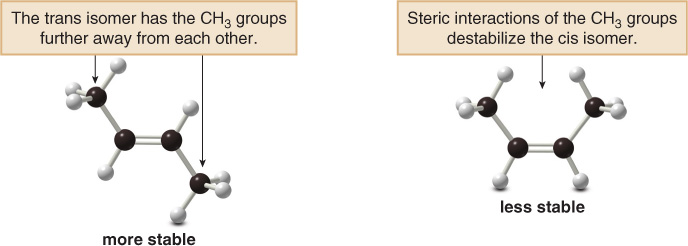 The trans isomer has the CH₃ groups
further away from each other.
Steric interactions of the CH₃ groups
destabilize the cis isomer.
more stable
less stable